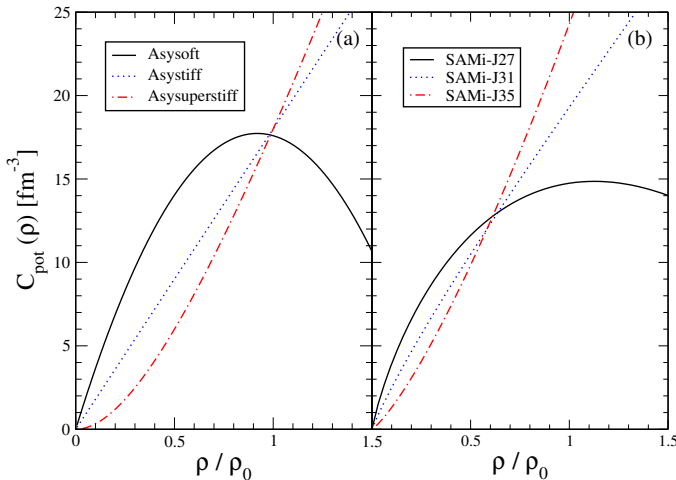 25
20
15
10
5
0
C_pot (ρ) [fm^-3]
(a)
Asysoft
Asystiff
Asysuperstiff
0
0.5
1
1.5
ρ / ρ_0
(b)
SAMi-J27
SAMi-J31
SAMi-J35
0.5
1
1.5
ρ / ρ_0